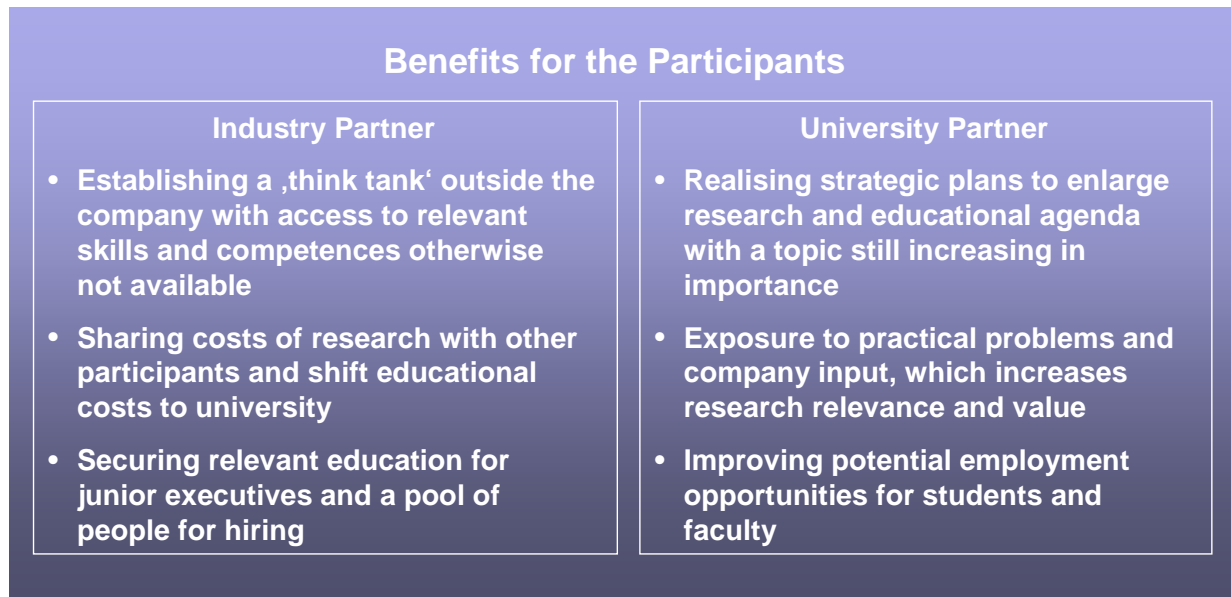 Benefits for the Participants
Industry Partner
• Establishing a ‚think tank‘ outside the
company with access to relevant
skills and competences otherwise
not available
• Sharing costs of research with other
participants and shift educational
costs to university
• Securing relevant education for
junior executives and a pool of
people for hiring
University Partner
• Realising strategic plans to enlarge
research and educational agenda
with a topic still increasing in
importance
• Exposure to practical problems and
company input, which increases
research relevance and value
• Improving potential employment
opportunities for students and
faculty